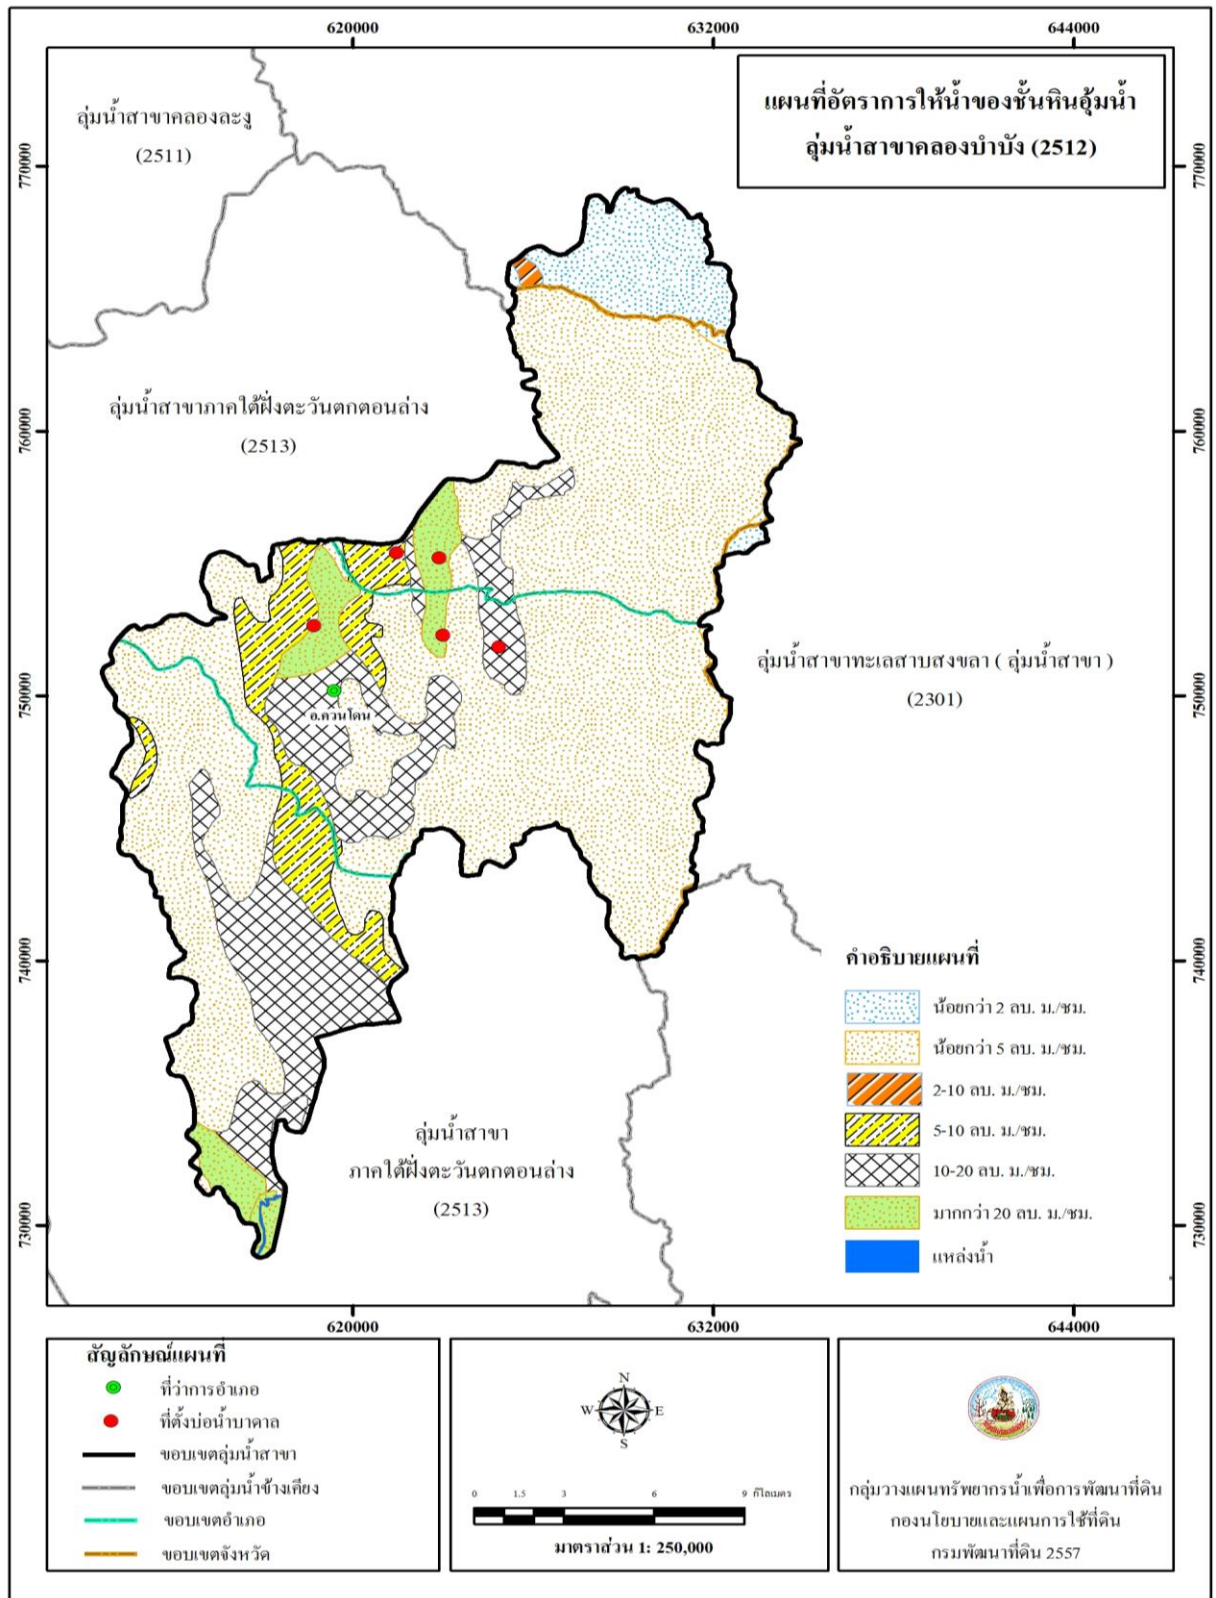 620000
632000
644000
แผนที่อัตราการให้น้ำของชั้นหินอุ้มน้ำ
ลุ่มน้ำสาขาคลองบำบัง (2512)
ลุ่มน้ำสาขาคลองละงู
(2511)
770000
770000
ลุ่มน้ำสาขาภาคใต้ฝั่งตะวันตกตอนล่าง
(2513)
760000
760000
ลุ่มน้ำสาขาทะเลสาบสงขลา ( ลุ่มน้ำสาขา )
(2301)
750000
750000
อ.ควนโดน
740000
740000
คำอธิบายแผนที่
น้อยกว่า 2 ลบ. ม./ชม.
น้อยกว่า 5 ลบ. ม./ชม.
2-10 ลบ. ม./ชม.
5-10 ลบ. ม./ชม.
10-20 ลบ. ม./ชม.
มากกว่า 20 ลบ. ม./ชม.
แหล่งน้ำ
ลุ่มน้ำสาขา
ภาคใต้ฝั่งตะวันตกตอนล่าง
(2513)
730000
730000
620000
632000
644000
สัญลักษณ์แผนที่
ที่ว่าการอำเภอ
ที่ตั้งบ่อน้ำบาดาล
ขอบเขตลุ่มน้ำสาขา
ขอบเขตลุ่มน้ำข้างเคียง
ขอบเขตอำเภอ
ขอบเขตจังหวัด
N
W E
S
0 1.5 3 6 9 กิโลเมตร
มาตราส่วน 1: 250,000
กลุ่มวางแผนทรัพยากรน้ำเพื่อการพัฒนาที่ดิน
กองนโยบายและแผนการใช้ที่ดิน
กรมพัฒนาที่ดิน 2557